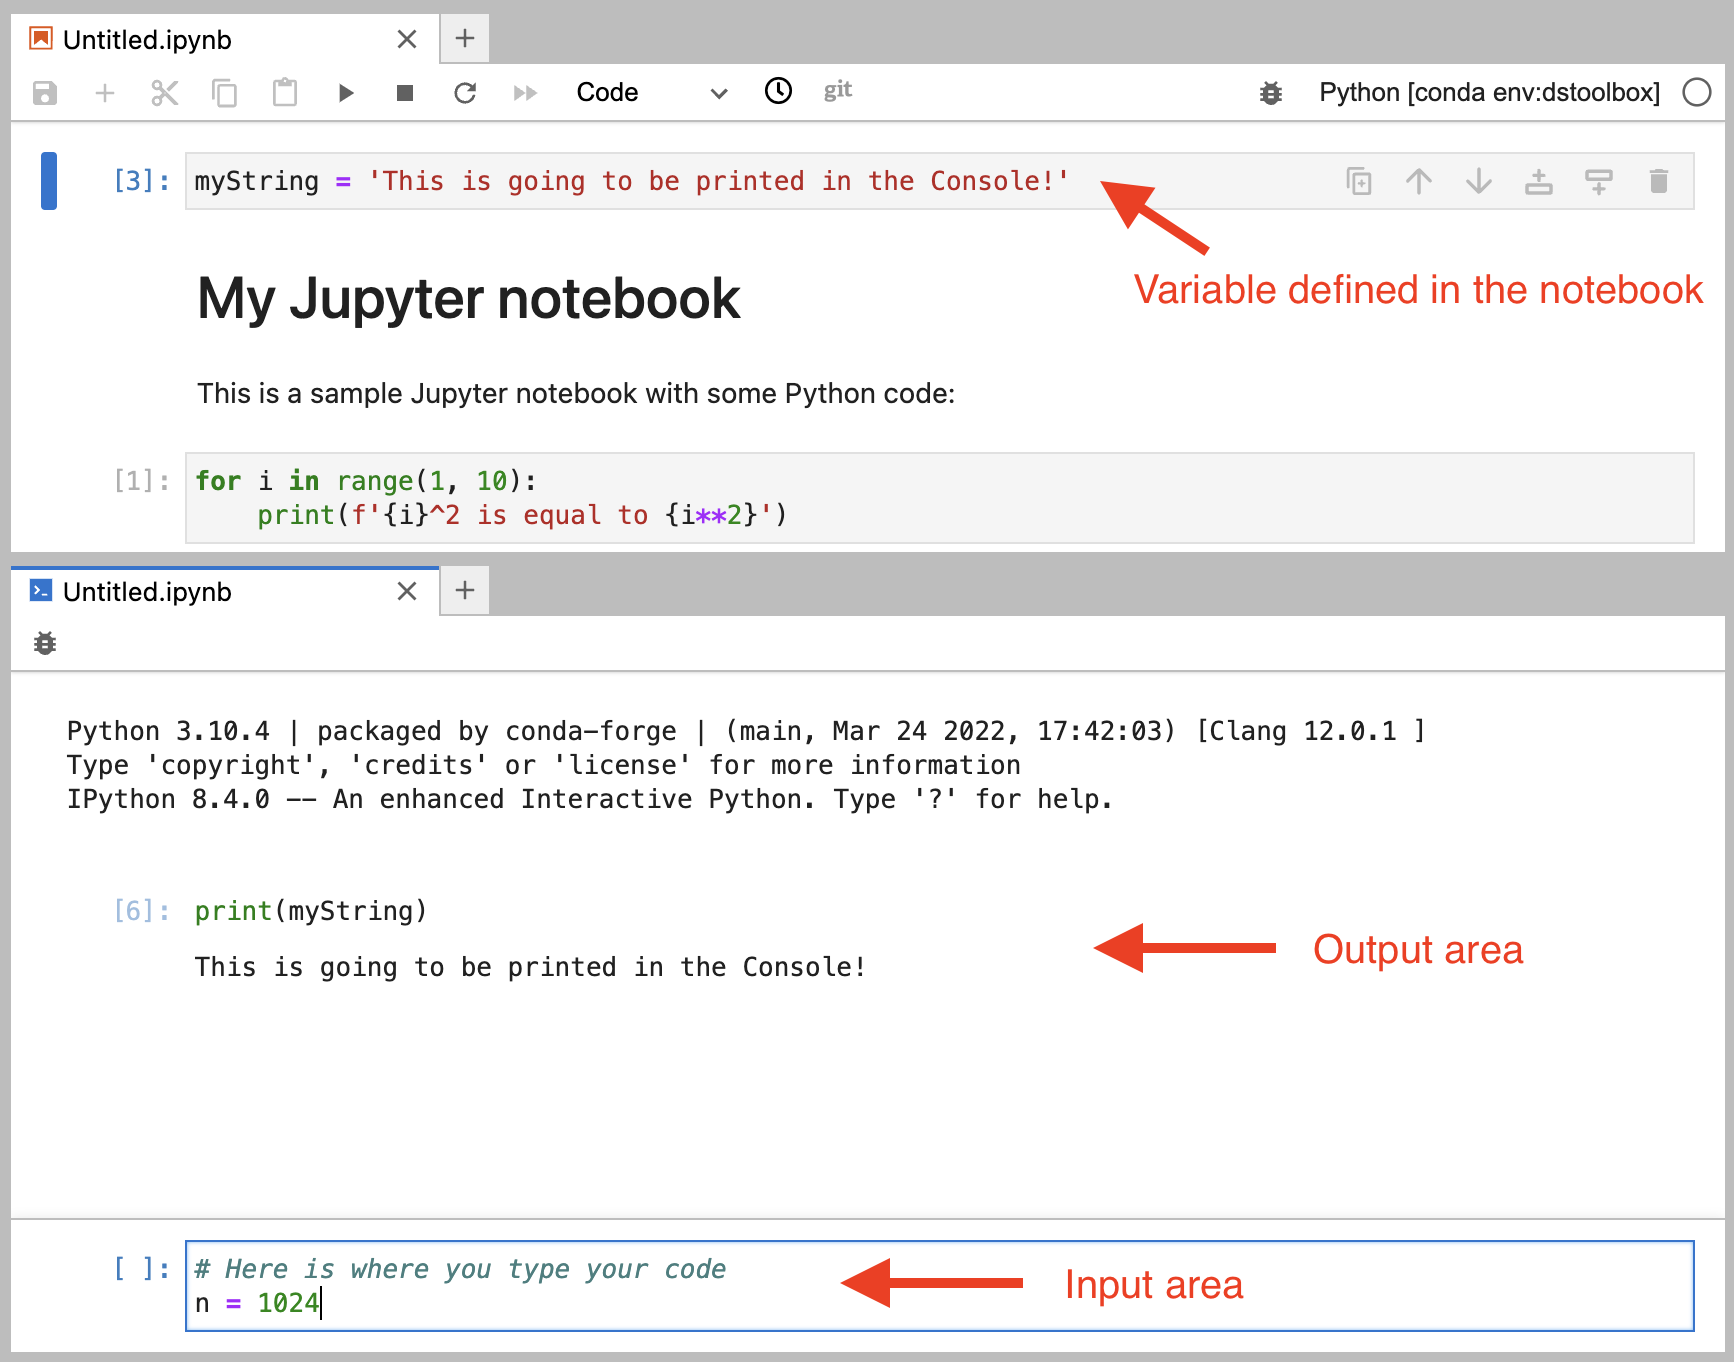 Untitled.ipynb
Code
git
Python [conda env:dstoolbox]
[3]: myString = 'This is going to be printed in the Console!'
Variable defined in the notebook
My Jupyter notebook
This is a sample Jupyter notebook with some Python code:
[1]: for i in range(1, 10):
print(f'{i}^2 is equal to {i**2}')
Untitled.ipynb
Python 3.10.4 | packaged by conda-forge | (main, Mar 24 2022, 17:42:03) [Clang 12.0.1 ]
Type 'copyright', 'credits' or 'license' for more information
IPython 8.4.0 -- An enhanced Interactive Python. Type '?' for help.
[6]: print(myString)
This is going to be printed in the Console!
Output area
[ ]: # Here is where you type your code
n = 1024
Input area